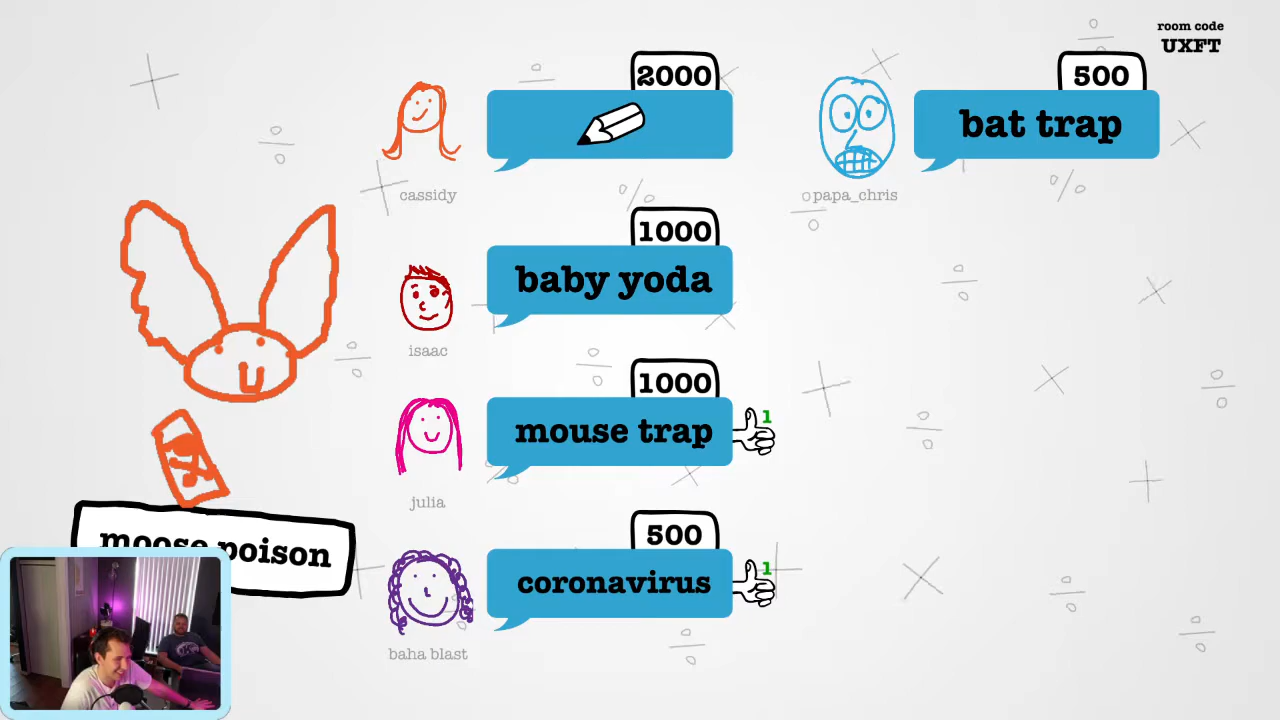 room code
UXFT
2000
cassidy
500
bat trap
papa_chris
1000
baby yoda
isaac
1000
mouse trap
1
julia
500
coronavirus
1
baha blast
moose poison